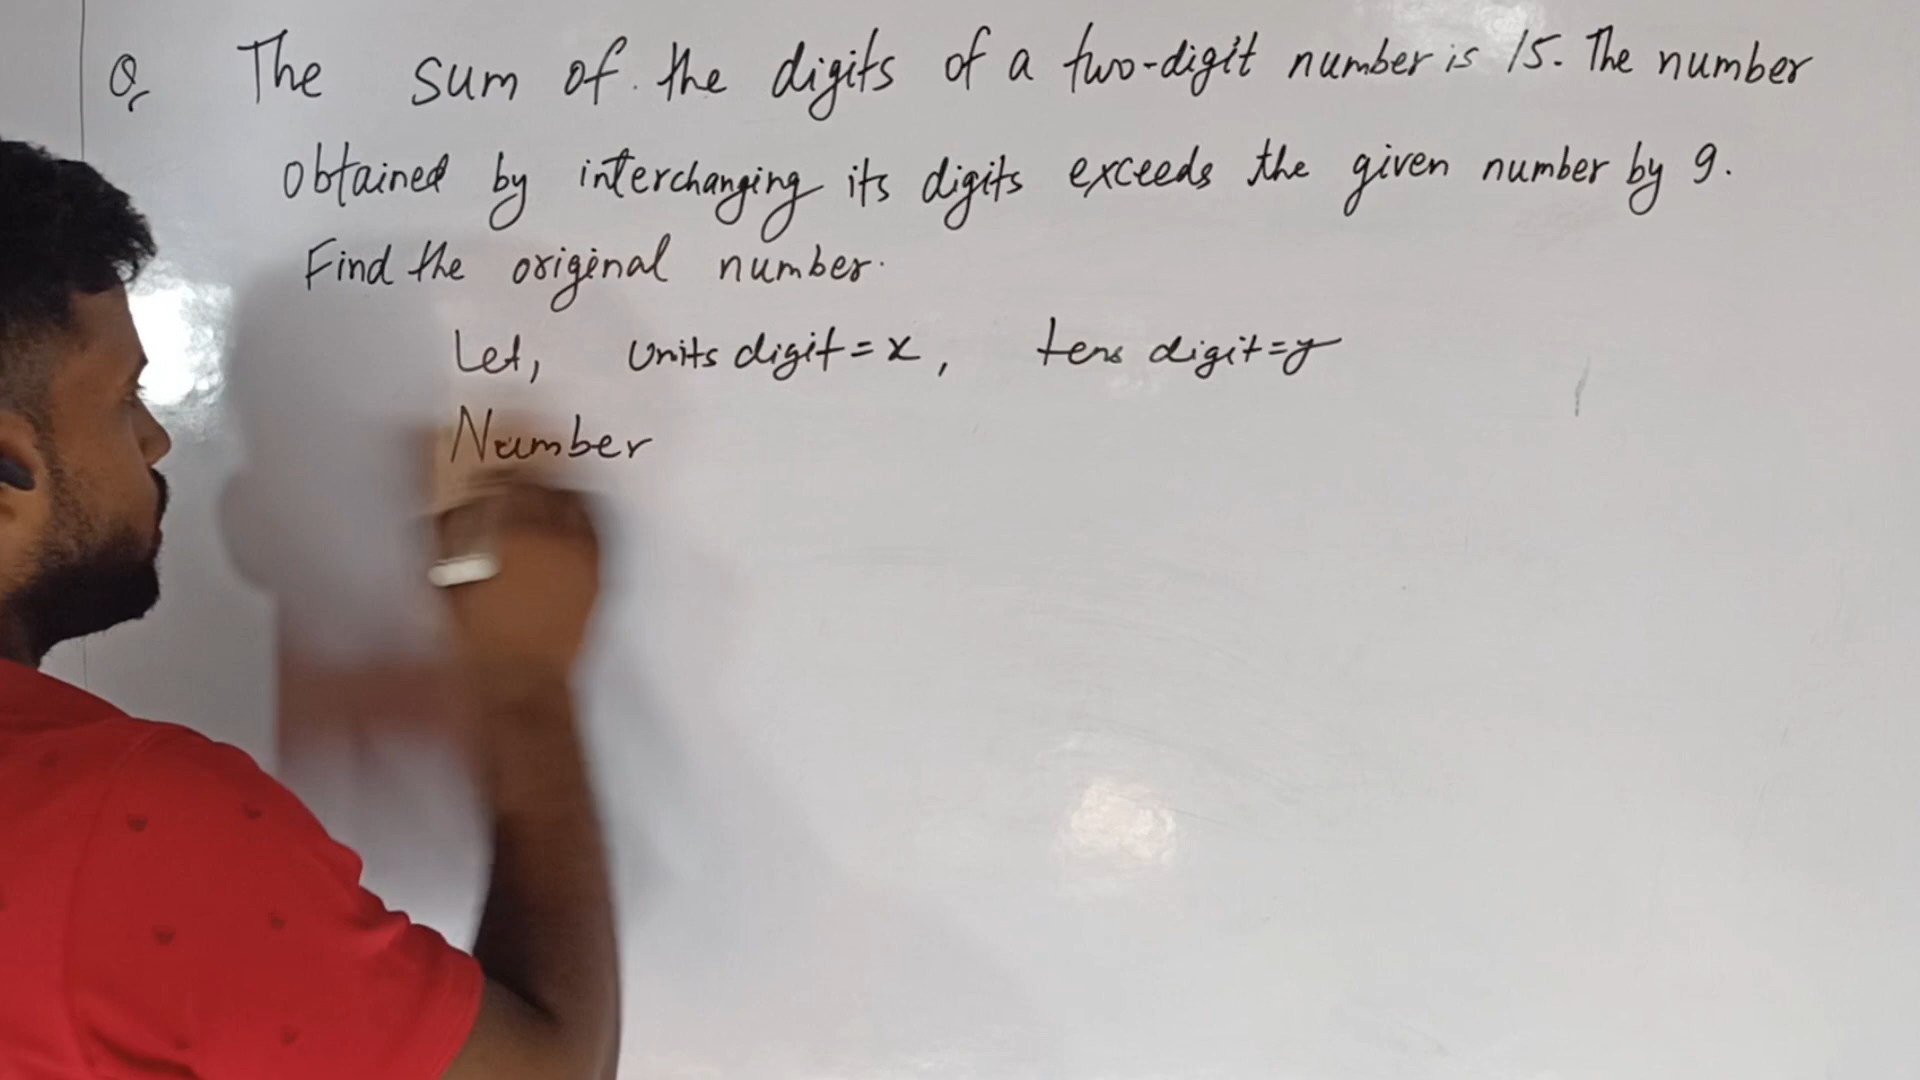 Q. The sum of the digits of a two-digit number is 15. The number
obtained by interchanging its digits exceeds the given number by 9.
Find the original number.
Let, units digit = x, tens digit = y
Number